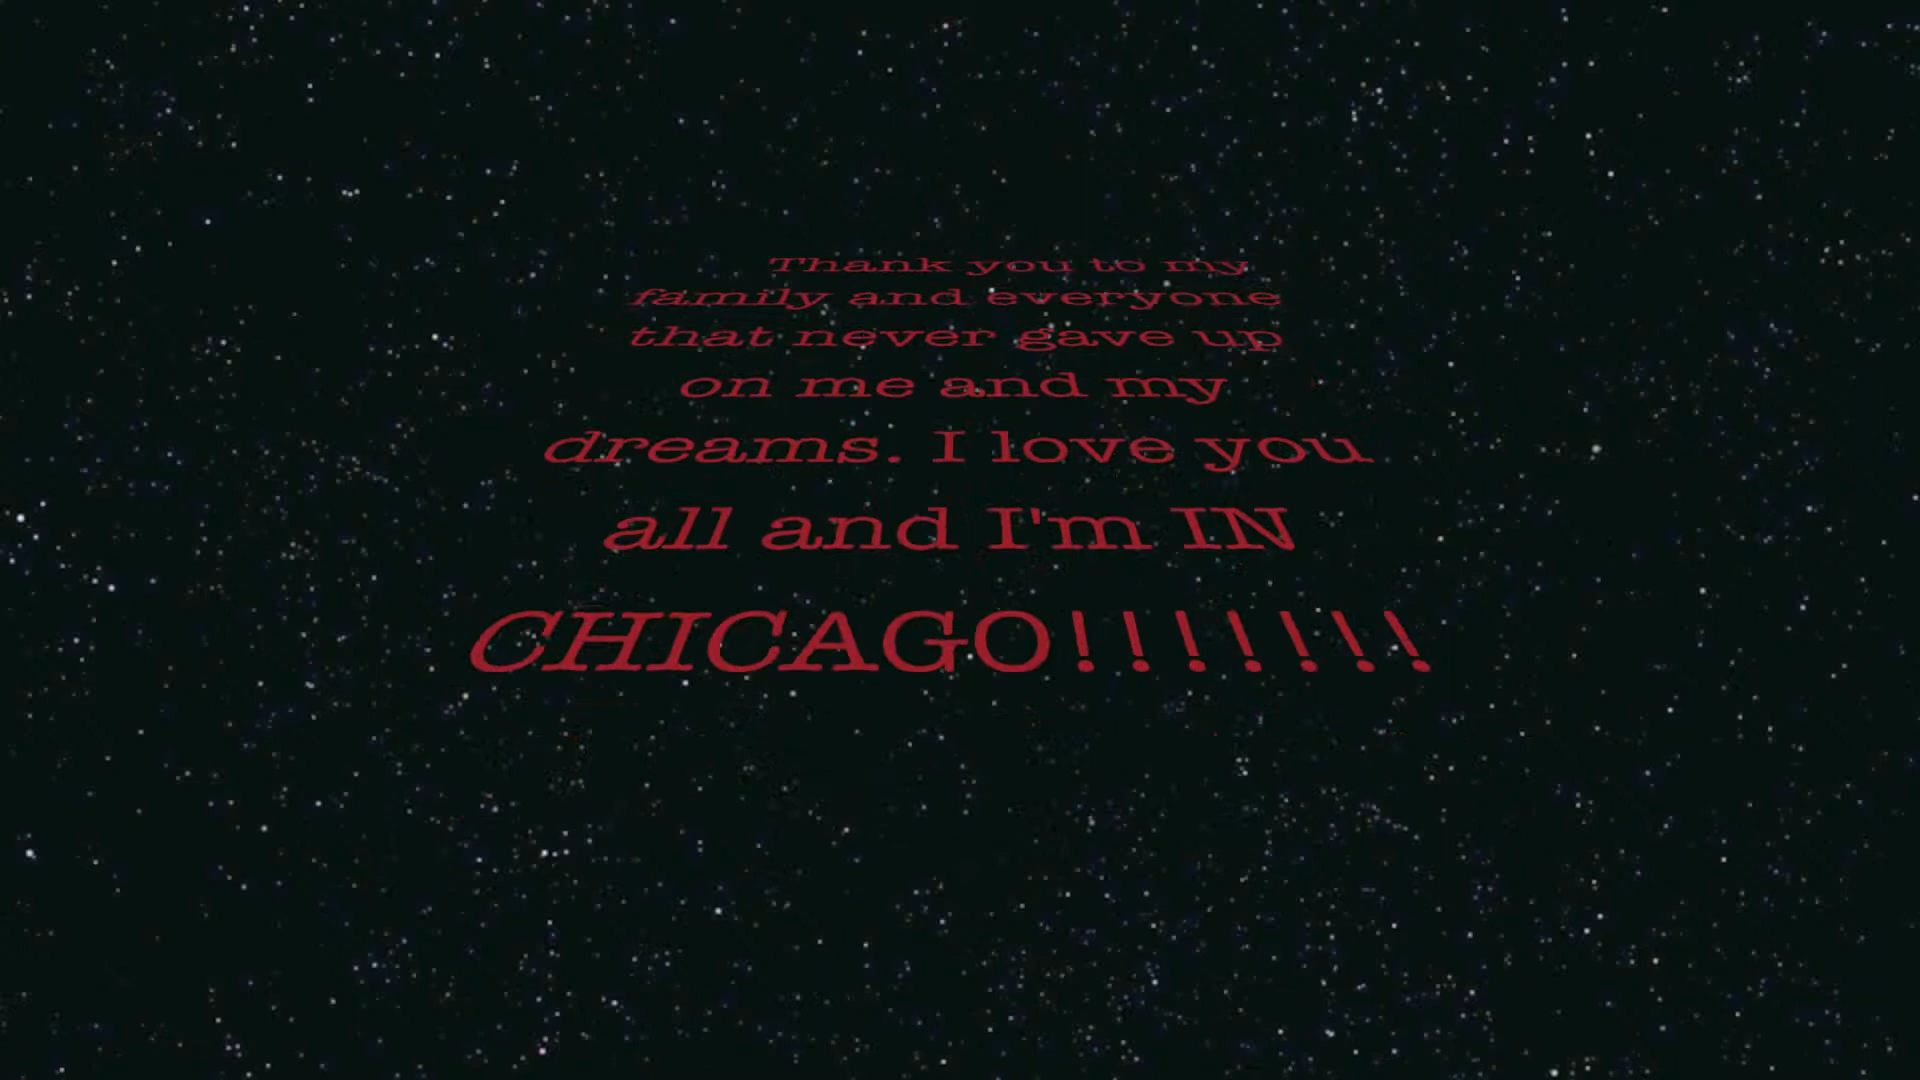 Thank you to my
family and everyone
that never gave up
on me and my
dreams. I love you
all and I'm IN
CHICAGO!!!!!!!